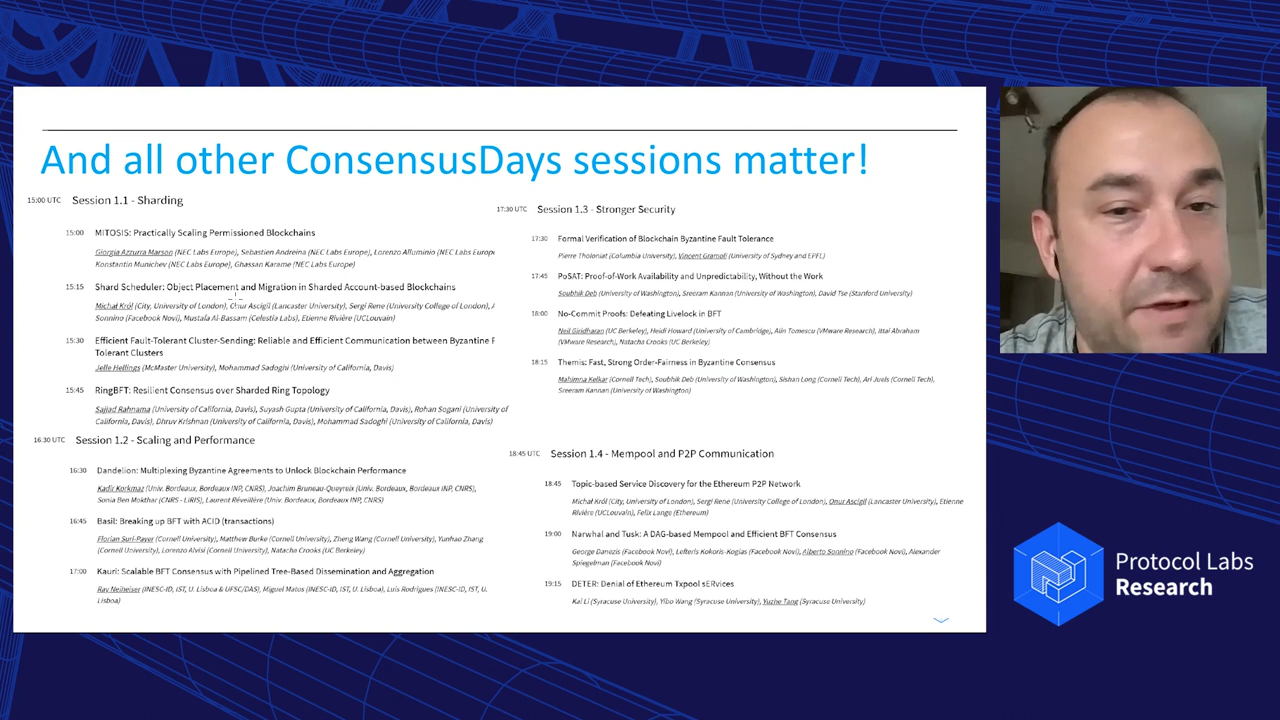 And all other ConsensusDays sessions matter!
15:00 UTC Session 1.1 - Sharding
15:00 MITOSIS: Practically Scaling Permissioned Blockchains
Giorgia Azzurra Marson (NEC Labs Europe), Sebastien Andreina (NEC Labs Europe), Lorenzo Alluminio (NEC Labs Europe
Konstantin Munichev (NEC Labs Europe), Ghassan Karame (NEC Labs Europe)
15:15 Shard Scheduler: Object Placement and Migration in Sharded Account-based Blockchains
Michał Król (City, University of London), Onur Ascigil (Lancaster University), Sergi Rene (University College of London), A
Sonnino (Facebook Novi), Mustafa Al-Bassam (Celestia Labs), Etienne Rivière (UCLouvain)
15:30 Efficient Fault-Tolerant Cluster-Sending: Reliable and Efficient Communication between Byzantine F
Tolerant Clusters
Jelle Hellings (McMaster University), Mohammad Sadoghi (University of California, Davis)
15:45 RingBFT: Resilient Consensus over Sharded Ring Topology
Sajjad Rahnama (University of California, Davis), Suyash Gupta (University of California, Davis), Rohan Sogani (University of
California, Davis), Dhruv Krishnan (University of California, Davis), Mohammad Sadoghi (University of California, Davis)
16:30 UTC Session 1.2 - Scaling and Performance
16:30 Dandelion: Multiplexing Byzantine Agreements to Unlock Blockchain Performance
Kadir Korkmaz (Univ. Bordeaux, Bordeaux INP, CNRS), Joachim Bruneau-Queyreix (Univ. Bordeaux, Bordeaux INP, CNRS),
Sonia Ben Mokthar (CNRS - LIRIS), Laurent Réveillère (Univ. Bordeaux, Bordeaux INP, CNRS)
16:45 Basil: Breaking up BFT with ACID (transactions)
Florian Suri-Payer (Cornell University), Matthew Burke (Cornell University), Zheng Wang (Cornell University), Yunhao Zhang
(Cornell University), Lorenzo Alvisi (Cornell University), Natacha Crooks (UC Berkeley)
17:00 Kauri: Scalable BFT Consensus with Pipelined Tree-Based Dissemination and Aggregation
Ray Neiheiser (INESC-ID, IST, U. Lisboa & UFSC/DAS), Miguel Matos (INESC-ID, IST, U. Lisboa), Luís Rodrigues (INESC-ID, IST, U.
Lisboa)
17:30 UTC Session 1.3 - Stronger Security
17:30 Formal Verification of Blockchain Byzantine Fault Tolerance
Pierre Tholoniat (Columbia University), Vincent Gramoli (University of Sydney and EPFL)
17:45 PoSAT: Proof-of-Work Availability and Unpredictability, Without the Work
Soubhik Deb (University of Washington), Sreeram Kannan (University of Washington), David Tse (Stanford University)
18:00 No-Commit Proofs: Defeating Livelock in BFT
Neil Giridharan (UC Berkeley), Heidi Howard (University of Cambridge), Alin Tomescu (VMware Research), Ittai Abraham
(VMware Research), Natacha Crooks (UC Berkeley)
18:15 Themis: Fast, Strong Order-Fairness in Byzantine Consensus
Mahimna Kelkar (Cornell Tech), Soubhik Deb (University of Washington), Sishan Long (Cornell Tech), Ari Juels (Cornell Tech),
Sreeram Kannan (University of Washington)
18:45 UTC Session 1.4 - Mempool and P2P Communication
18:45 Topic-based Service Discovery for the Ethereum P2P Network
Michał Król (City, University of London), Sergi Rene (University College of London), Onur Ascigil (Lancaster University), Etienne
Rivière (UCLouvain), Felix Lange (Ethereum)
19:00 Narwhal and Tusk: A DAG-based Mempool and Efficient BFT Consensus
George Danezis (Facebook Novi), Lefteris Kokoris-Kogias (Facebook Novi), Alberto Sonnino (Facebook Novi), Alexander
Spiegelman (Facebook Novi)
19:15 DETER: Denial of Ethereum Txpool sERvices
Kai Li (Syracuse University), Yibo Wang (Syracuse University), Yuzhe Tang (Syracuse University)
Protocol Labs
Research